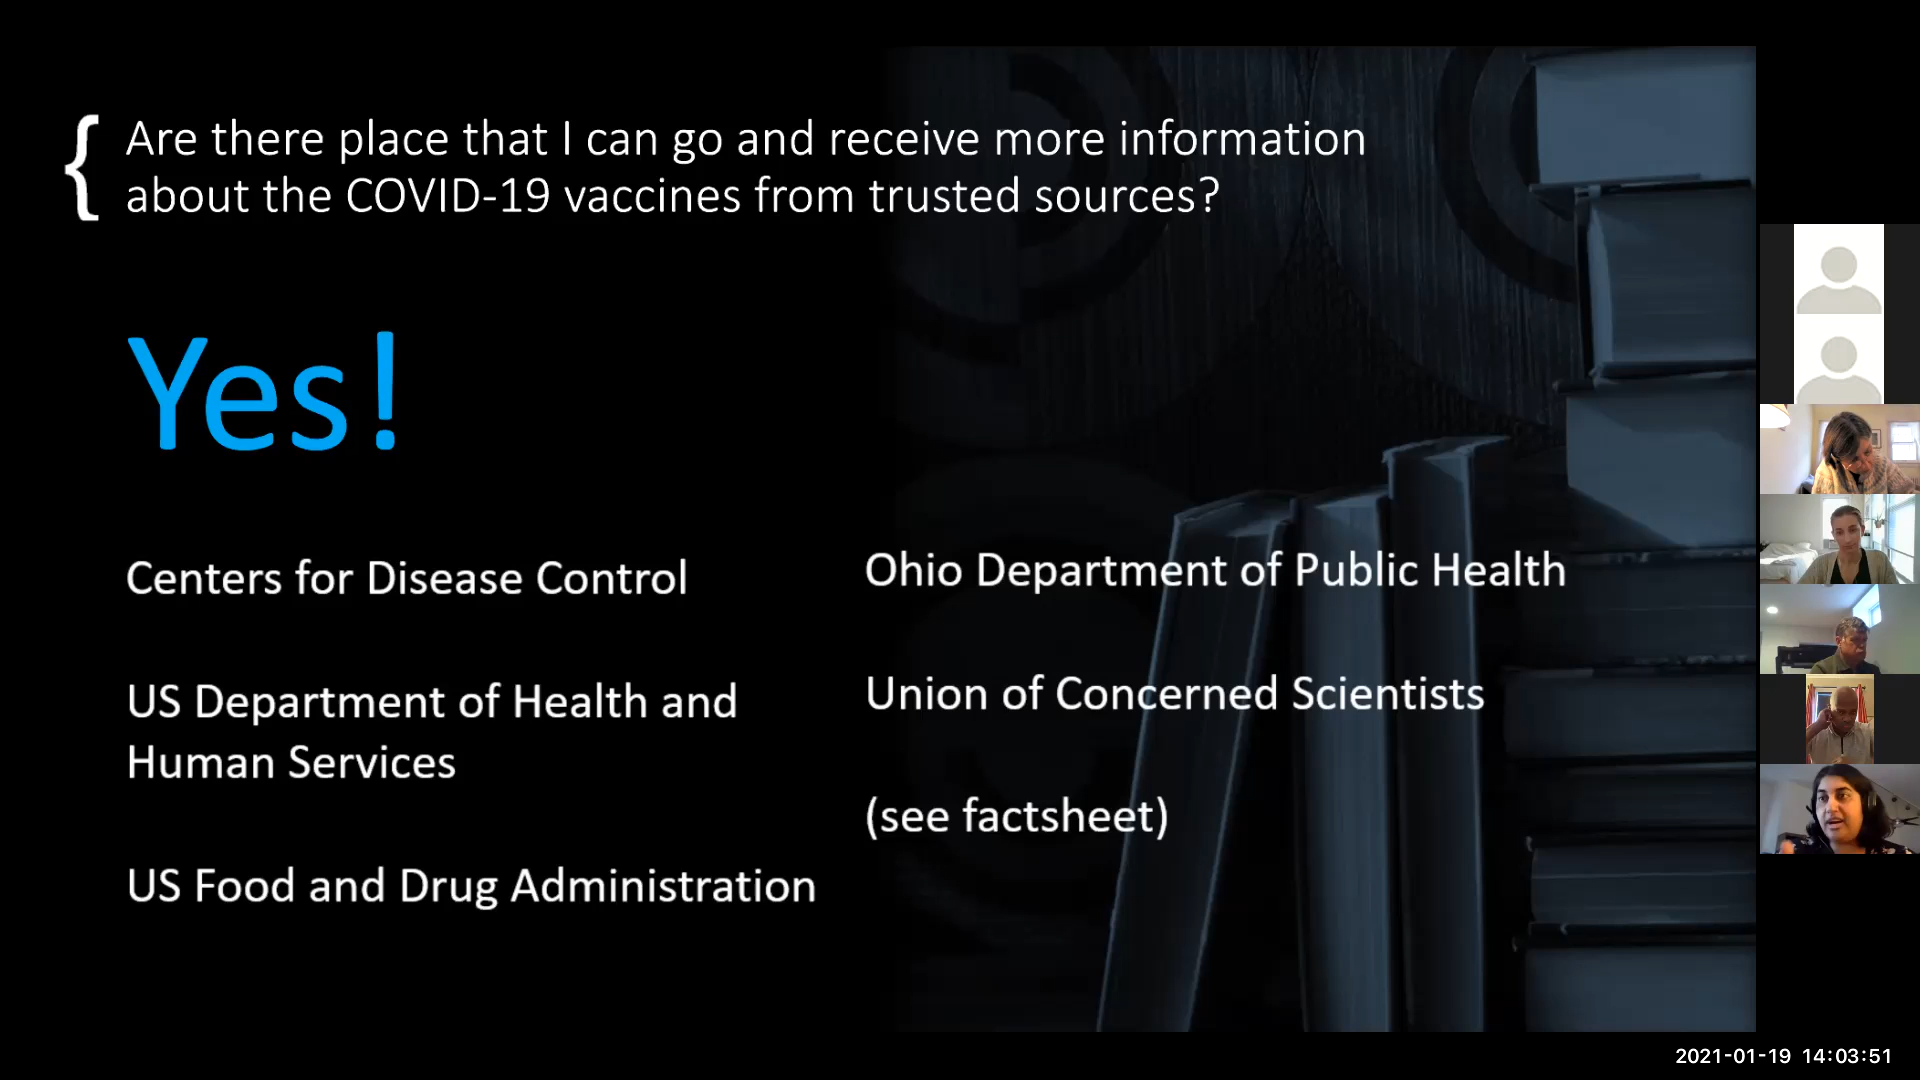 { Are there place that I can go and receive more information
about the COVID-19 vaccines from trusted sources?
Yes!
Centers for Disease Control
US Department of Health and
Human Services
US Food and Drug Administration
Ohio Department of Public Health
Union of Concerned Scientists
(see factsheet)
2021-01-19 14:03:51